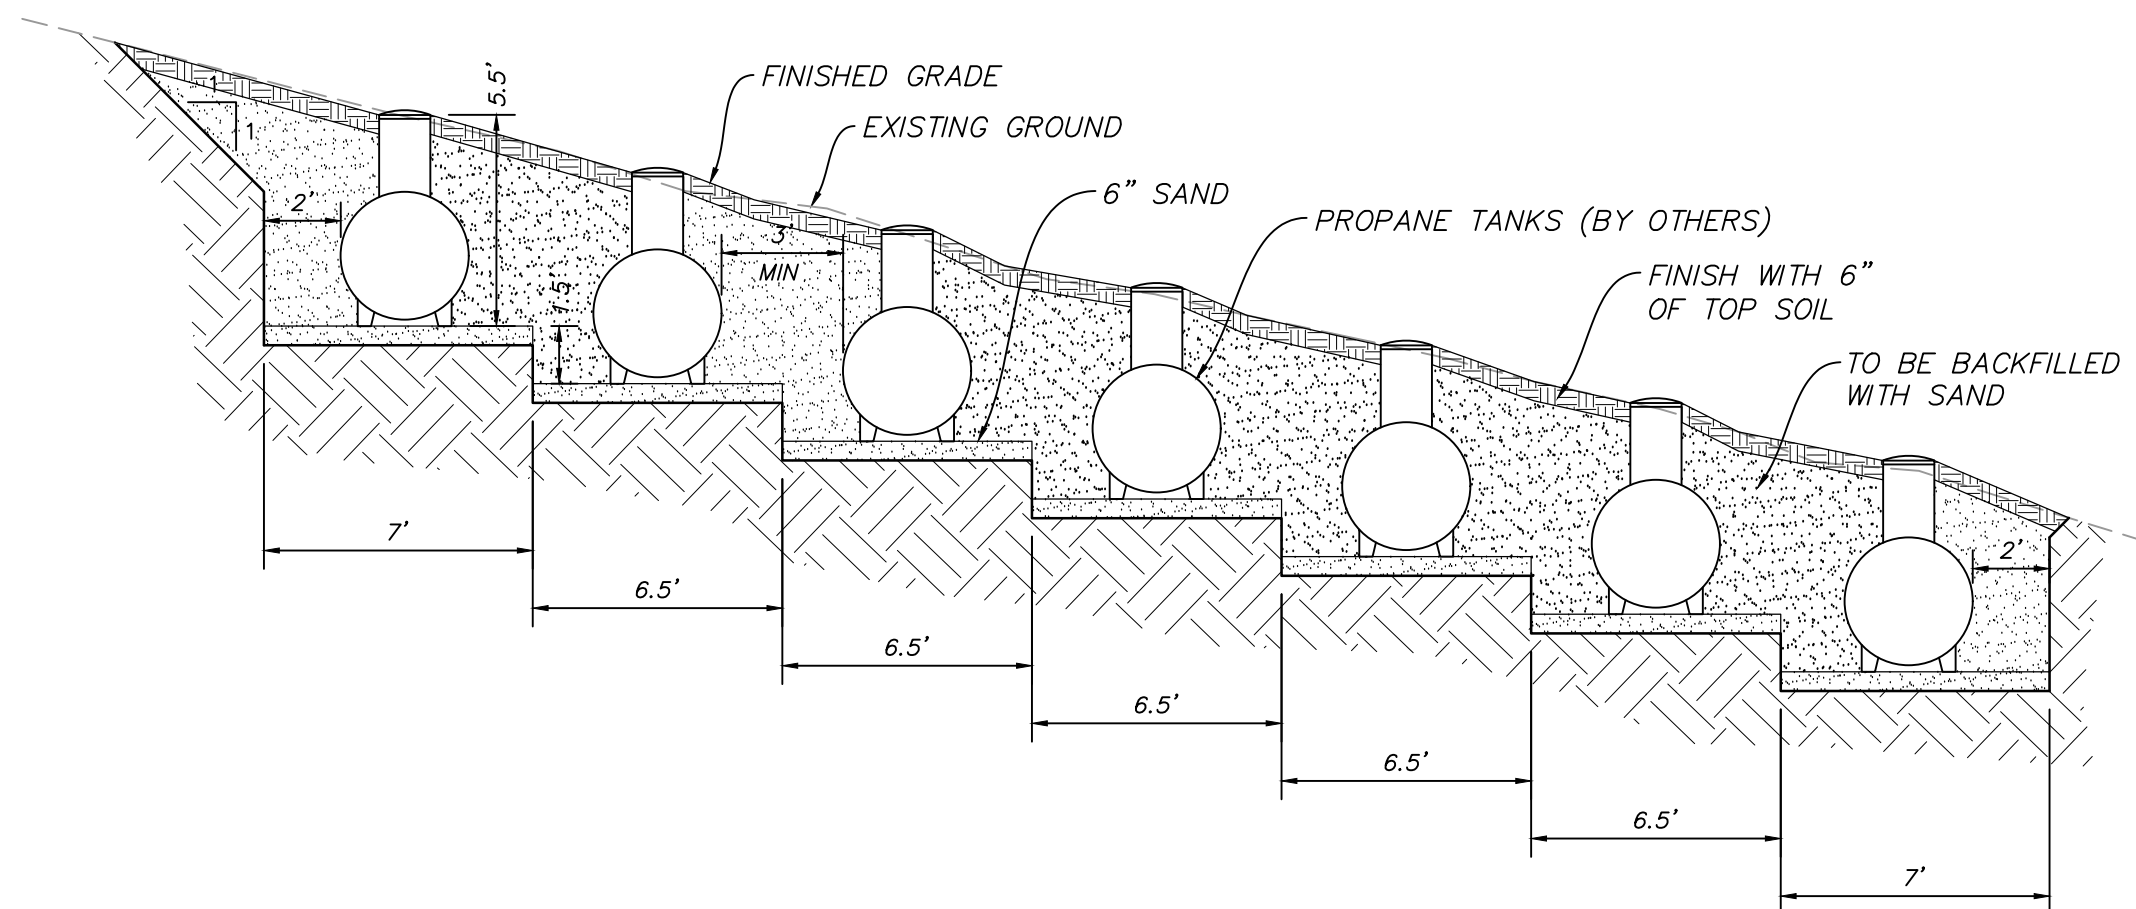 1
1
5.5'
FINISHED GRADE
EXISTING GROUND
6” SAND
PROPANE TANKS (BY OTHERS)
FINISH WITH 6”
OF TOP SOIL
TO BE BACKFILLED
WITH SAND
2'
3'
MIN
1.5'
2'
7'
6.5'
6.5'
6.5'
6.5'
6.5'
7'